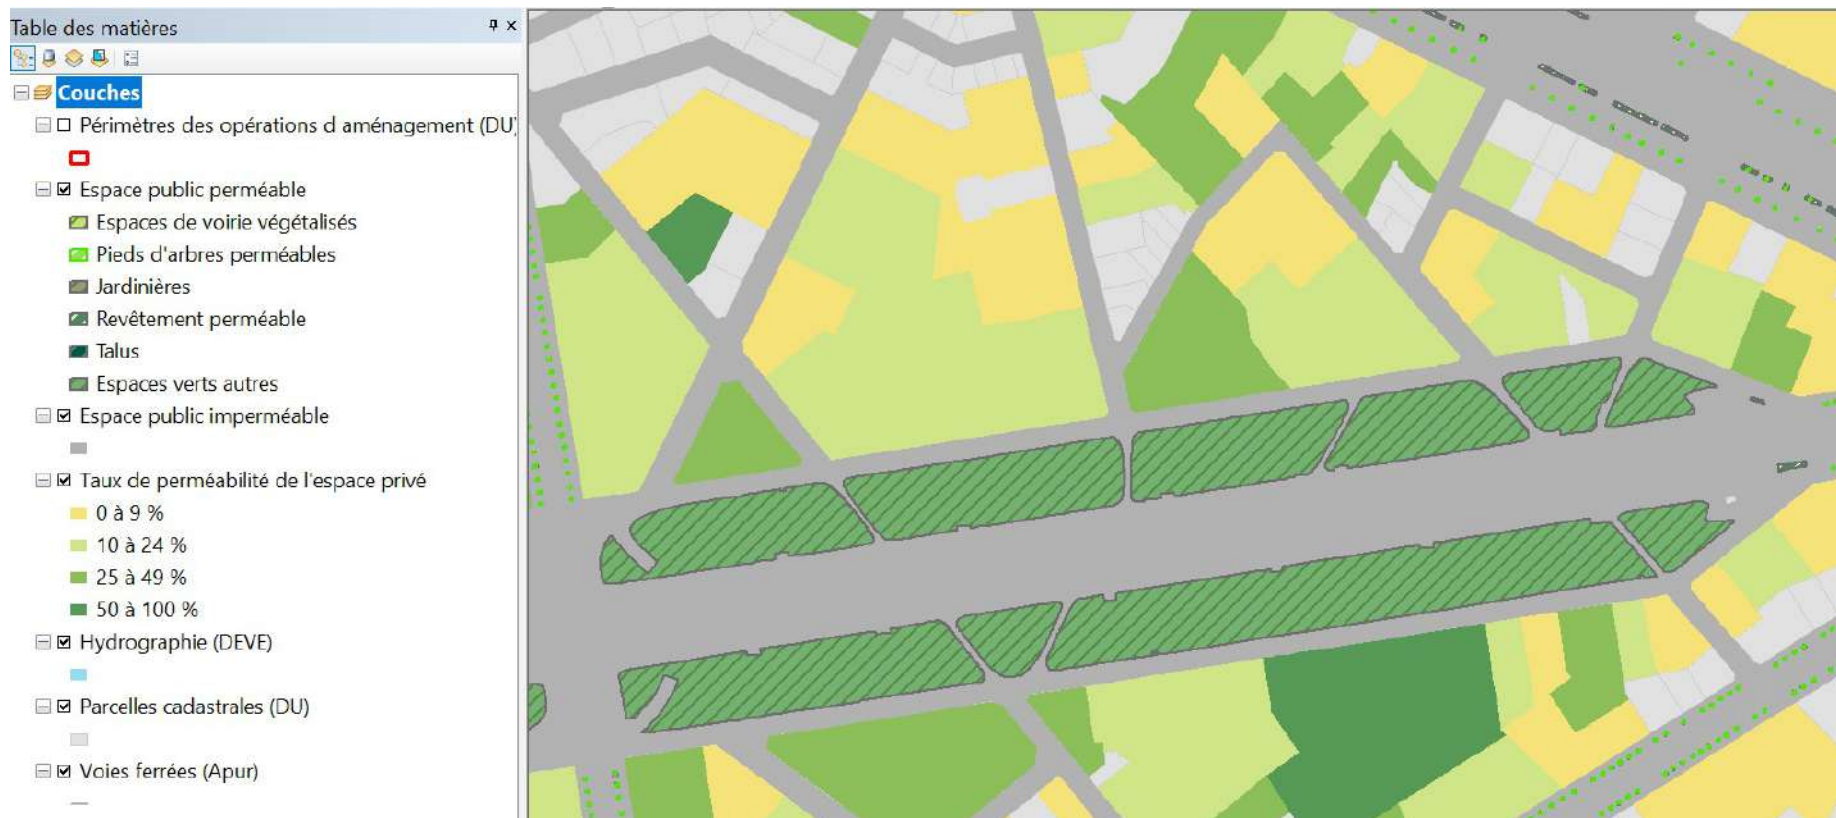 Table des matières
Couches
Périmètres des opérations d aménagement (DU)
Espace public perméable
Espaces de voirie végétalisés
Pieds d'arbres perméables
Jardinières
Revêtement perméable
Talus
Espaces verts autres
Espace public imperméable
Taux de perméabilité de l'espace privé
0 à 9 %
10 à 24 %
25 à 49 %
50 à 100 %
Hydrographie (DEVE)
Parcelles cadastrales (DU)
Voies ferrées (Apur)